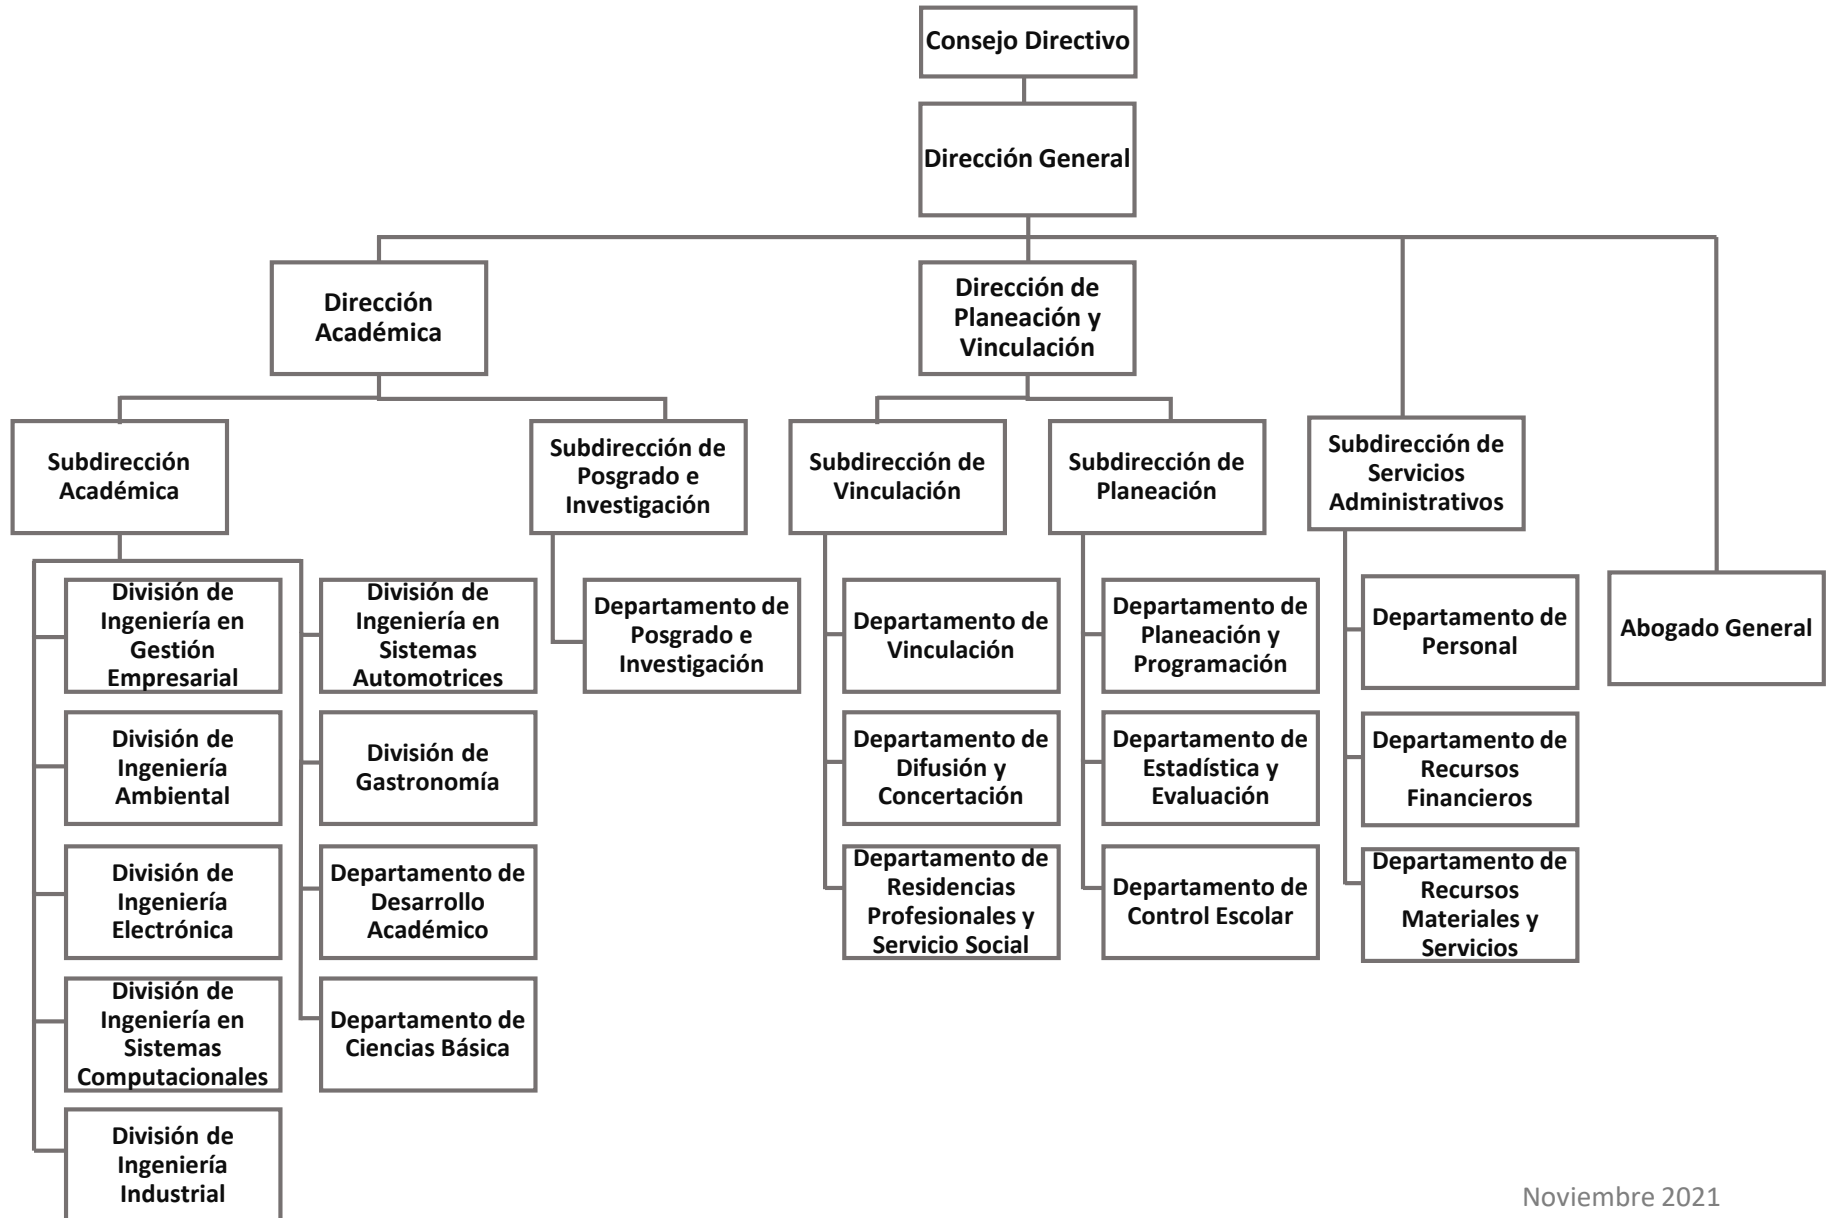 Consejo Directivo
Dirección General
Dirección
Académica
Dirección de
Planeación y
Vinculación
Subdirección
Académica
Subdirección de
Posgrado e
Investigación
Subdirección de
Vinculación
Subdirección de
Planeación
Subdirección de
Servicios
Administrativos
Abogado General
División de
Ingeniería en
Gestión
Empresarial
División de
Ingeniería
Ambiental
División de
Ingeniería
Electrónica
División de
Ingeniería en
Sistemas
Computacionales
División de
Ingeniería
Industrial
División de
Ingeniería en
Sistemas
Automotrices
División de
Gastronomía
Departamento de
Desarrollo
Académico
Departamento de
Ciencias Básica
Departamento de
Posgrado e
Investigación
Departamento de
Vinculación
Departamento de
Difusión y
Concertación
Departamento de
Residencias
Profesionales y
Servicio Social
Departamento de
Planeación y
Programación
Departamento de
Estadística y
Evaluación
Departamento de
Control Escolar
Departamento de
Personal
Departamento de
Recursos
Financieros
Departamento de
Recursos
Materiales y
Servicios
Noviembre 2021